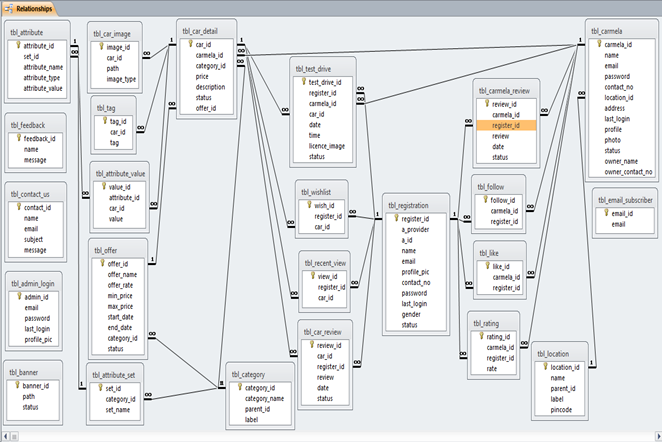 Relationships
tbl_attribute
attribute_id
set_id
attribute_name
attribute_type
attribute_value
tbl_feedback
feedback_id
name
message
tbl_contact_us
contact_id
name
email
subject
message
tbl_admin_login
admin_id
email
password
last_login
profile_pic
tbl_banner
banner_id
path
status
tbl_car_image
image_id
car_id
path
image_type
tbl_tag
tag_id
car_id
tag
tbl_attribute_value
value_id
attribute_id
car_id
value
tbl_offer
offer_id
offer_name
offer_rate
min_price
max_price
start_date
end_date
category_id
status
tbl_attribute_set
set_id
category_id
set_name
tbl_car_detail
car_id
carmela_id
category_id
price
description
status
offer_id
tbl_category
category_id
category_name
parent_id
label
tbl_test_drive
test_drive_id
register_id
carmela_id
car_id
date
time
licence_image
status
tbl_wishlist
wish_id
register_id
car_id
tbl_recent_view
view_id
register_id
car_id
tbl_car_review
review_id
car_id
register_id
review
date
status
tbl_registration
register_id
a_provider
a_id
name
email
profile_pic
contact_no
password
last_login
gender
status
tbl_carmela_review
review_id
carmela_id
register_id
review
date
status
tbl_follow
follow_id
carmela_id
register_id
tbl_like
like_id
carmela_id
register_id
tbl_rating
rating_id
carmela_id
register_id
rate
tbl_carmela
carmela_id
name
email
password
contact_no
location_id
address
last_login
profile
photo
status
owner_name
owner_contact_no
tbl_email_subscriber
email_id
email
tbl_location
location_id
name
parent_id
label
pincode